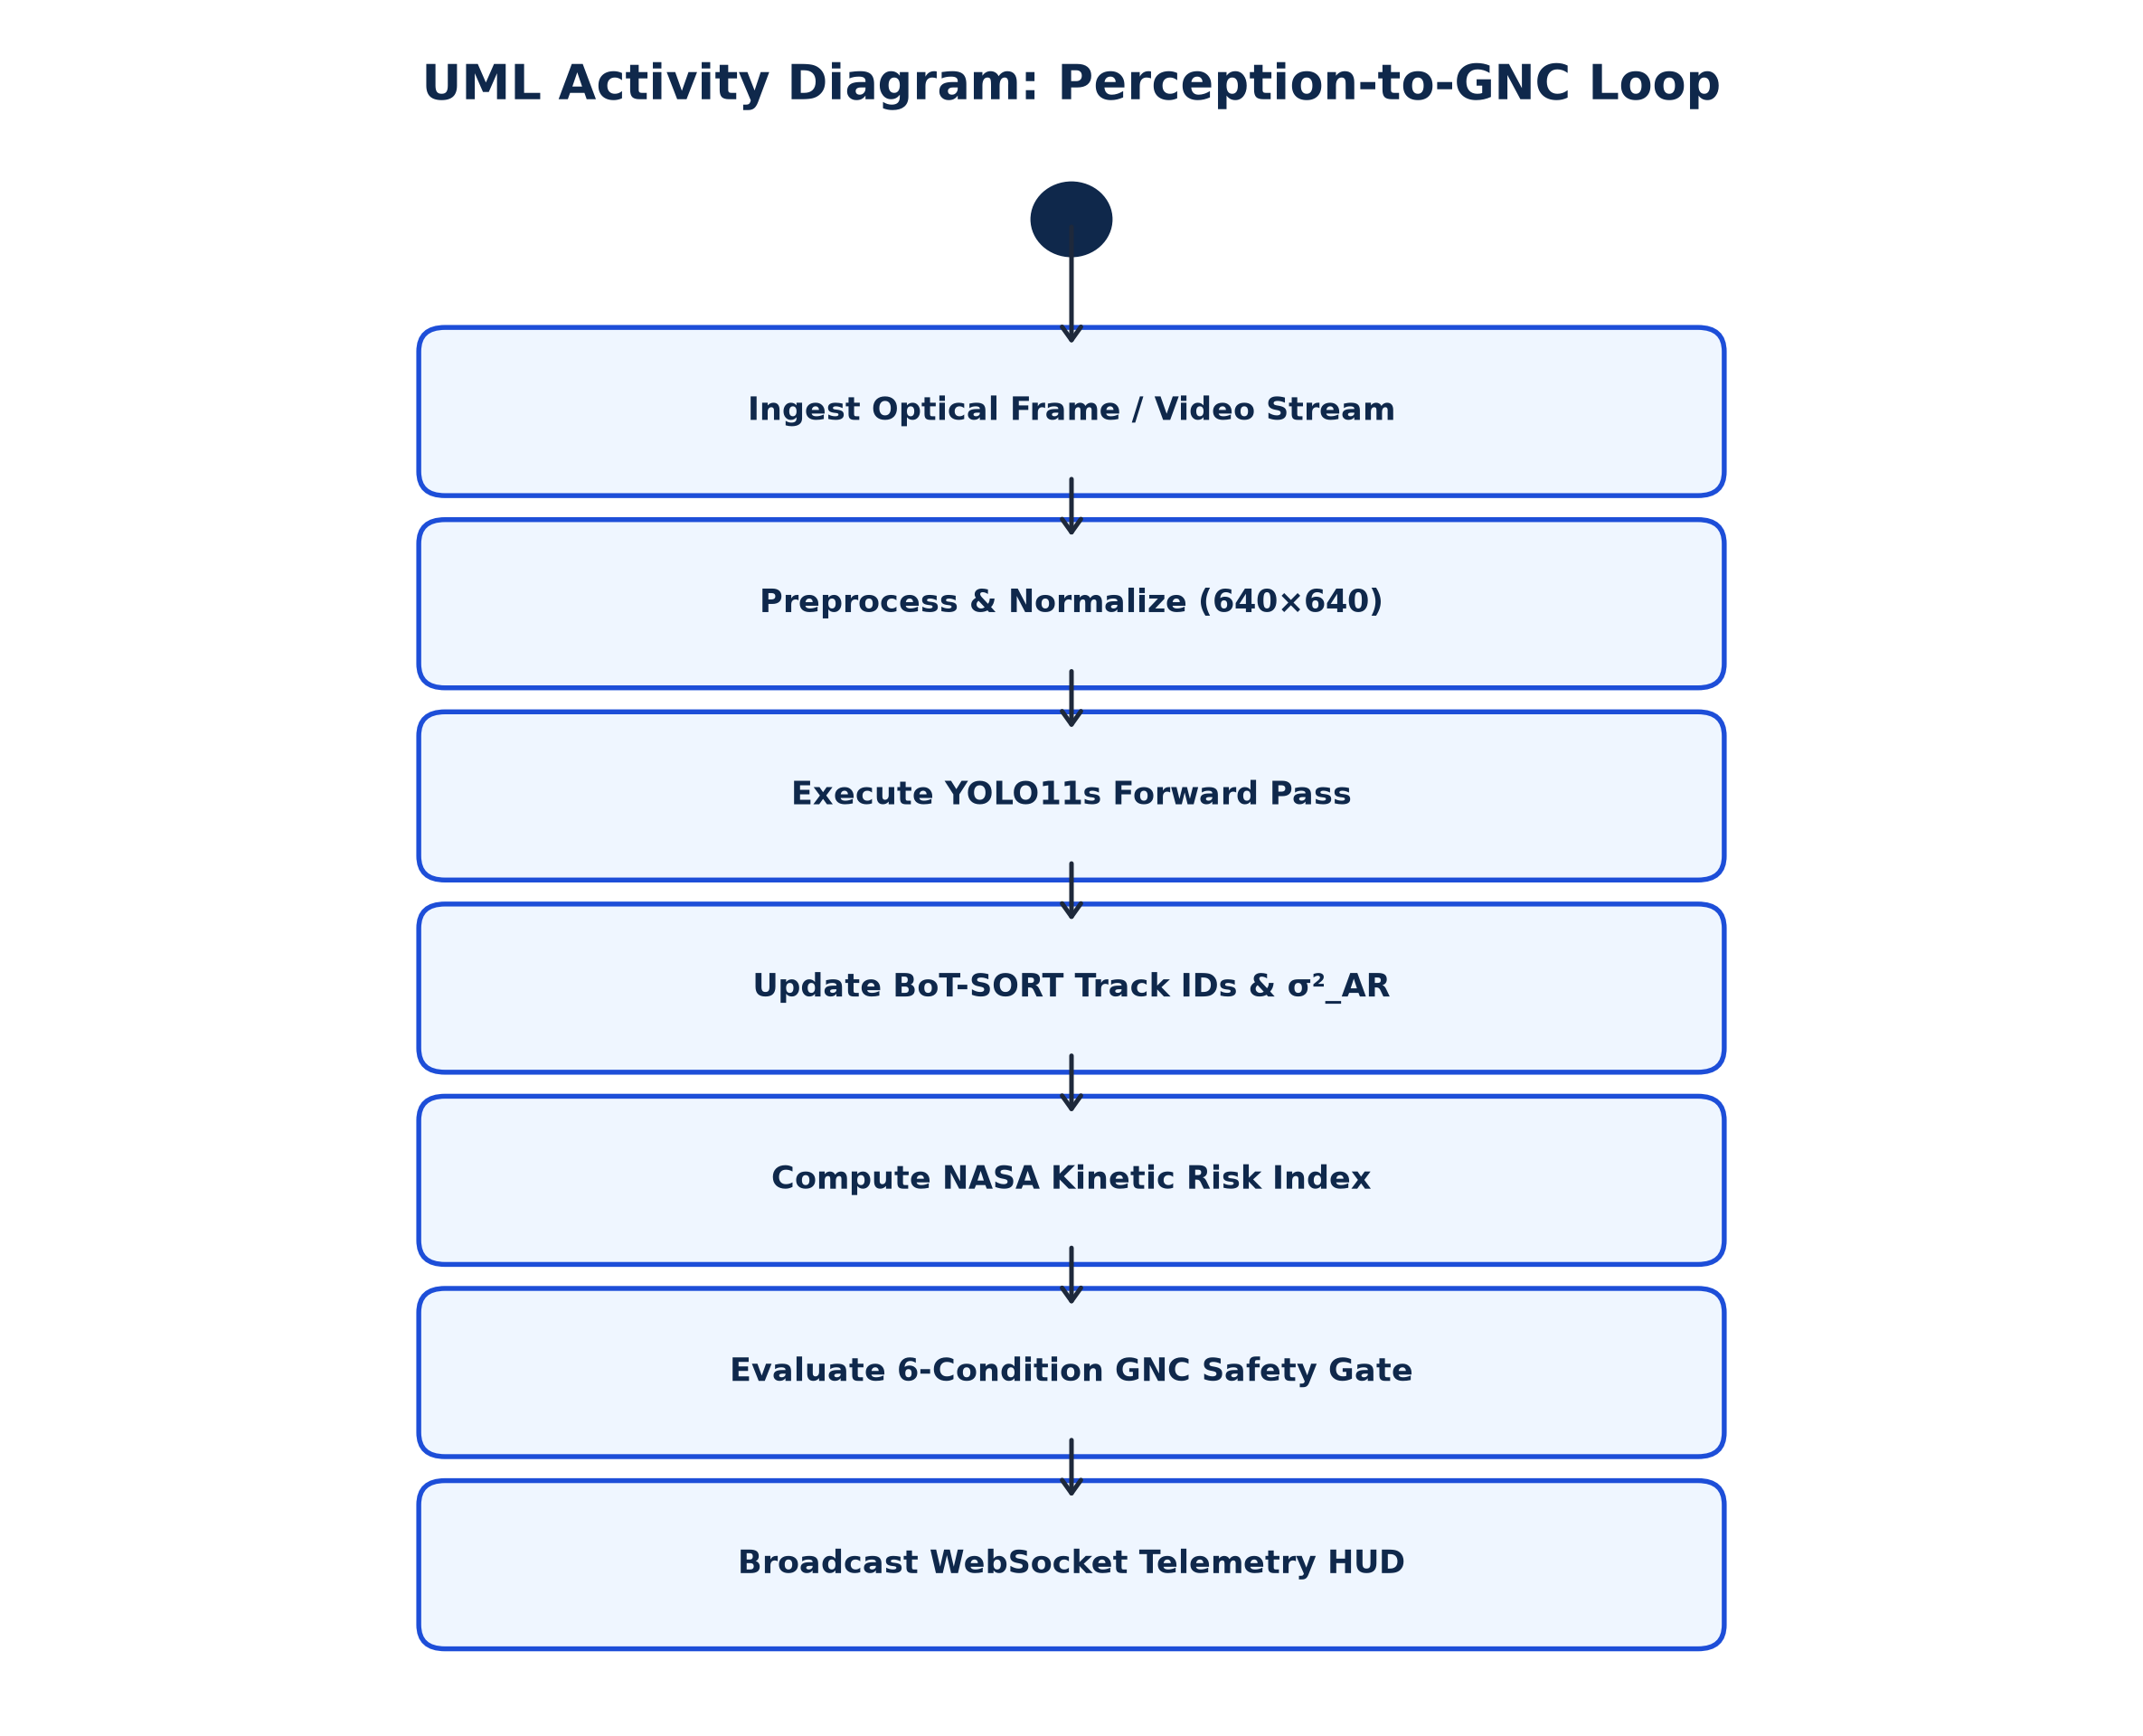 UML Activity Diagram: Perception-to-GNC Loop
Ingest Optical Frame / Video Stream
Preprocess & Normalize (640×640)
Execute YOLO11s Forward Pass
Update BoT-SORT Track IDs & σ²_AR
Compute NASA Kinetic Risk Index
Evaluate 6-Condition GNC Safety Gate
Broadcast WebSocket Telemetry HUD